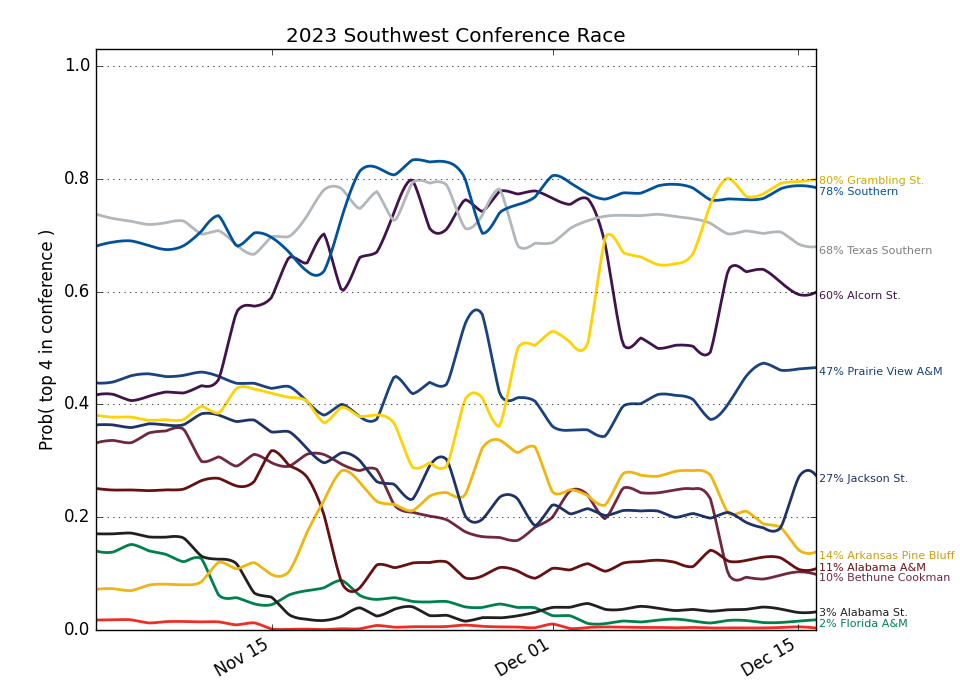 2023 Southwest Conference Race
Prob( top 4 in conference )
1.0
0.8
0.6
0.4
0.2
0.0
Nov 15
Dec 01
Dec 15
80% Grambling St.
78% Southern
68% Texas Southern
60% Alcorn St.
47% Prairie View A&M
27% Jackson St.
14% Arkansas Pine Bluff
11% Alabama A&M
10% Bethune Cookman
3% Alabama St.
2% Florida A&M